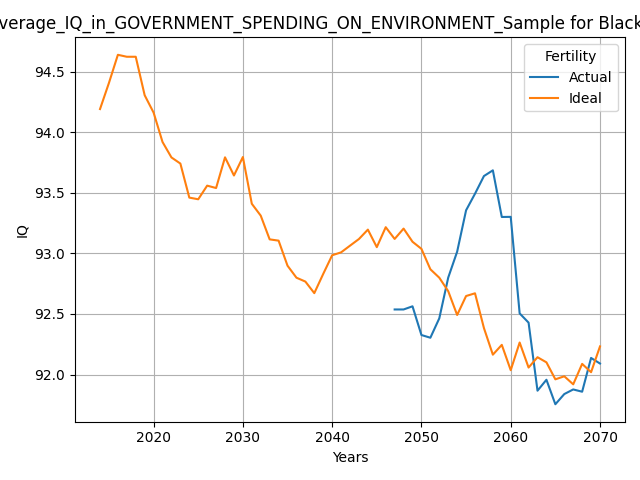 verage_IQ_in_GOVERNMENT_SPENDING_ON_ENVIRONMENT_Sample for Black
Fertility
Actual
Ideal
94.5
94.0
93.5
93.0
92.5
92.0
IQ
2020 2030 2040 2050 2060 2070
Years